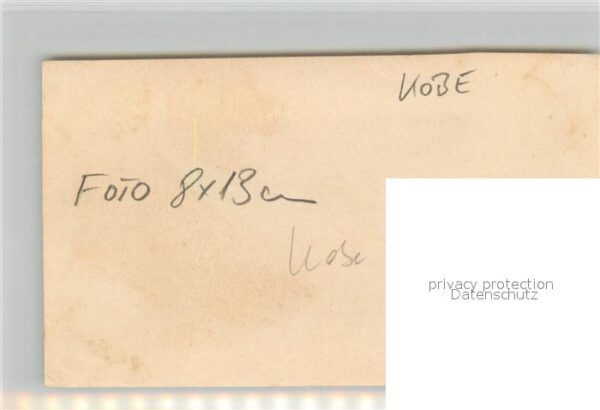 KOBE
FOTO 8x13cm
Kobe
privacy protection
Datenschutz